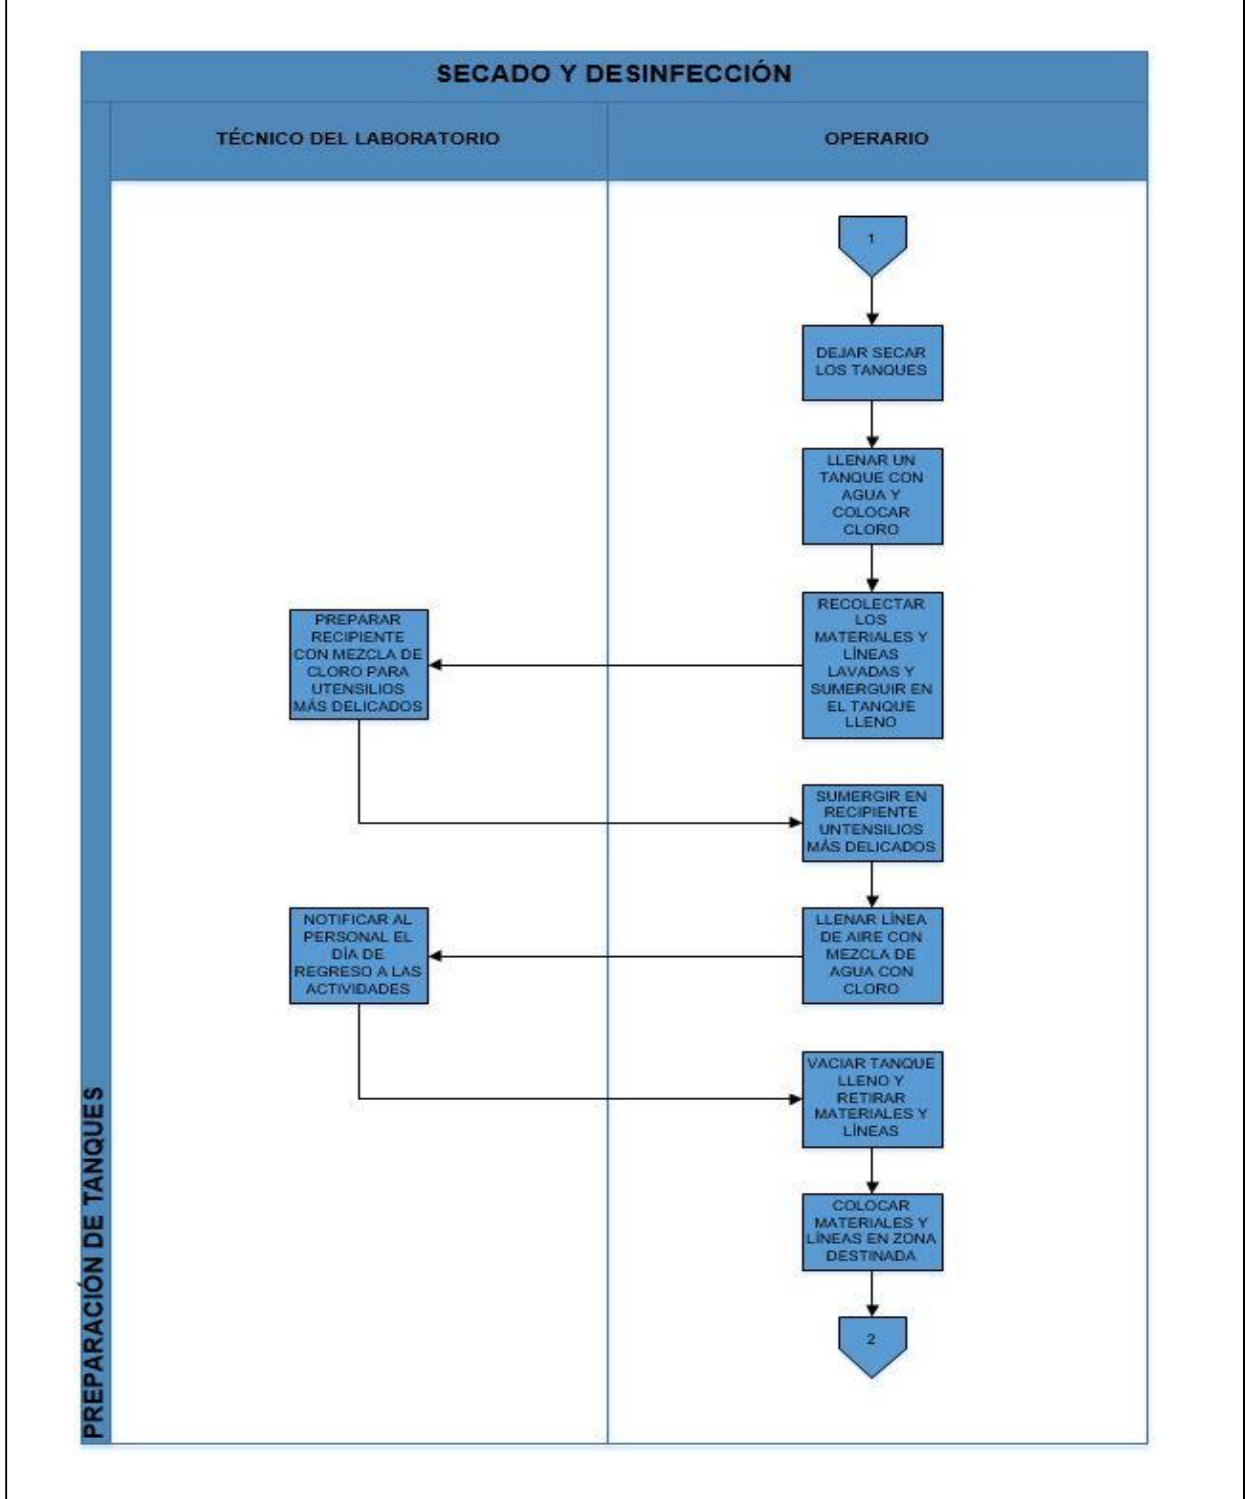 SECADO Y DESINFECCIÓN
TÉCNICO DEL LABORATORIO
OPERARIO
PREPARACIÓN DE TANQUES
1
DEJAR SECAR
LOS TANQUES
LLENAR UN
TANQUE CON
AGUA Y
COLOCAR
CLORO
RECOLECTAR
LOS
MATERIALES Y
LÍNEAS
LAVADAS Y
SUMERGUIR EN
EL TANQUE
LLENO
PREPARAR
RECIPIENTE
CON MEZCLA DE
CLORO PARA
UTENSILIOS
MÁS DELICADOS
SUMERGIR EN
RECIPIENTE
UNTENSILIOS
MÁS DELICADOS
LLENAR LÍNEA
DE AIRE CON
MEZCLA DE
AGUA CON
CLORO
NOTIFICAR AL
PERSONAL EL
DÍA DE
REGRESO A LAS
ACTIVIDADES
VACIAR TANQUE
LLENO Y
RETIRAR
MATERIALES Y
LÍNEAS
COLOCAR
MATERIALES Y
LÍNEAS EN ZONA
DESTINADA
2